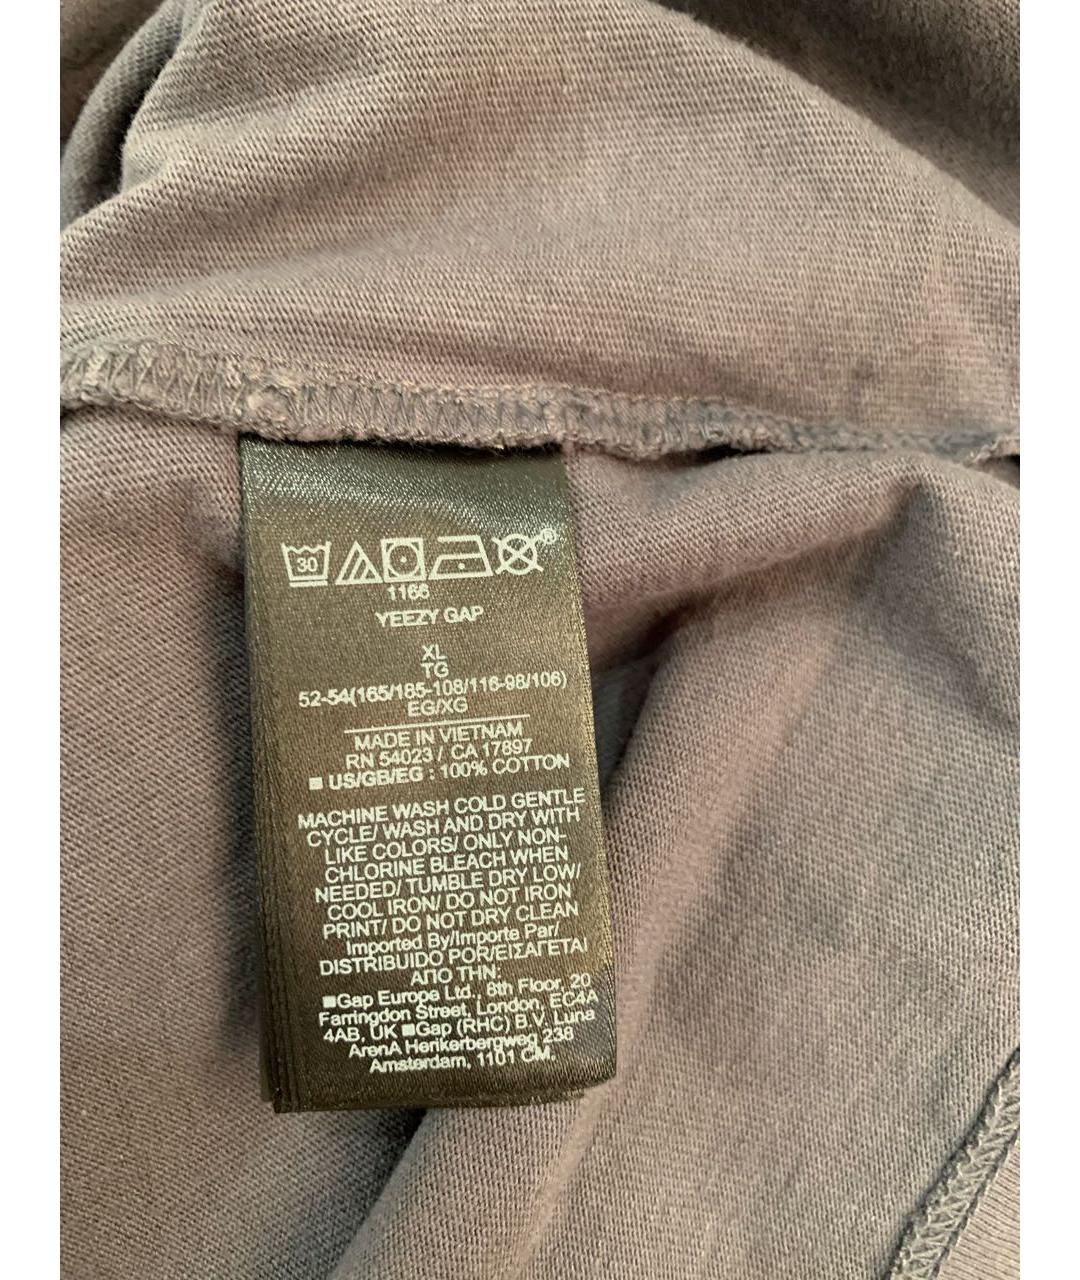 30
®
1166
YEEZY GAP
XL
TG
52-54(165/185-108/116-98/106)
EG/XG
MADE IN VIETNAM
RN 54023 / CA 17897
■ US/GB/EG : 100% COTTON
MACHINE WASH COLD GENTLE
CYCLE/ WASH AND DRY WITH
LIKE COLORS/ ONLY NON-
CHLORINE BLEACH WHEN
NEEDED/ TUMBLE DRY LOW/
COOL IRON/ DO NOT IRON
PRINT/ DO NOT DRY CLEAN
Imported By/Importe Par/
DISTRIBUIDO POR/ΕΙΣΑΓΕΤΑΙ
ΑΠΟ ΤΗΝ:
■Gap Europe Ltd., 8th Floor, 20
Farringdon Street, London, EC4A
4AB, UK ■Gap (RHC) B.V. Luna
ArenA Herikerbergweg 238
Amsterdam, 1101 CM.